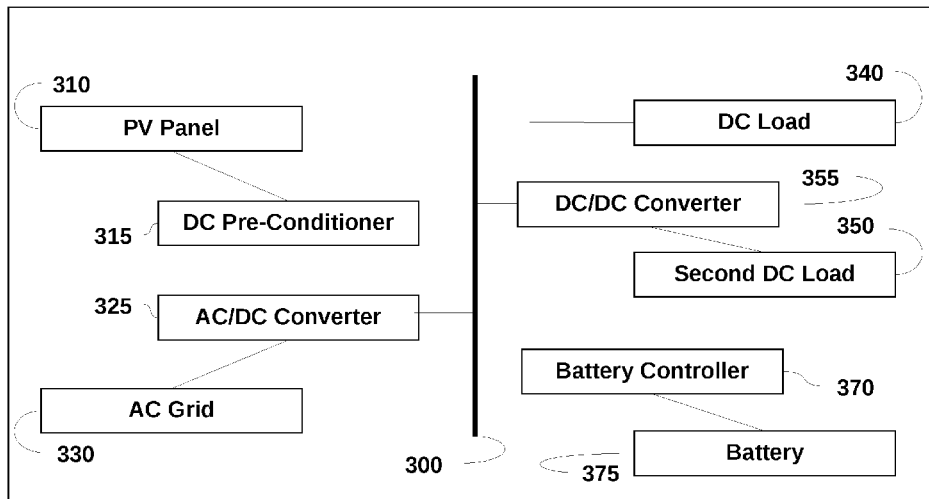 310
PV Panel
315
DC Pre-Conditioner
325
AC/DC Converter
AC Grid
330
300
340
DC Load
355
DC/DC Converter
350
Second DC Load
Battery Controller
370
Battery
375